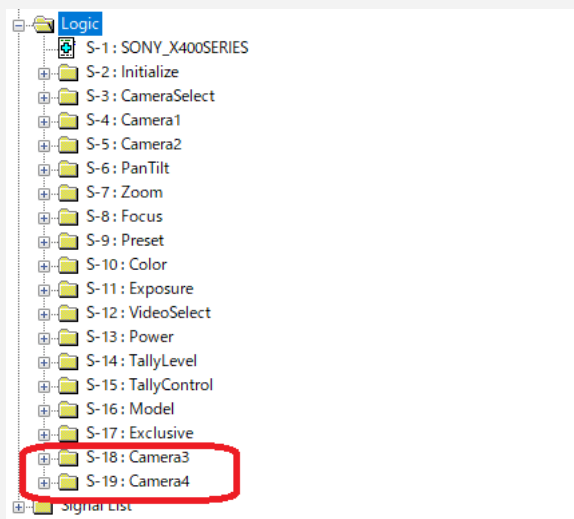 Logic
S-1 : SONY_X400SERIES
S-2 : Initialize
S-3 : CameraSelect
S-4 : Camera1
S-5 : Camera2
S-6 : PanTilt
S-7 : Zoom
S-8 : Focus
S-9 : Preset
S-10 : Color
S-11 : Exposure
S-12 : VideoSelect
S-13 : Power
S-14 : TallyLevel
S-15 : TallyControl
S-16 : Model
S-17 : Exclusive
S-18 : Camera3
S-19 : Camera4
Signal List